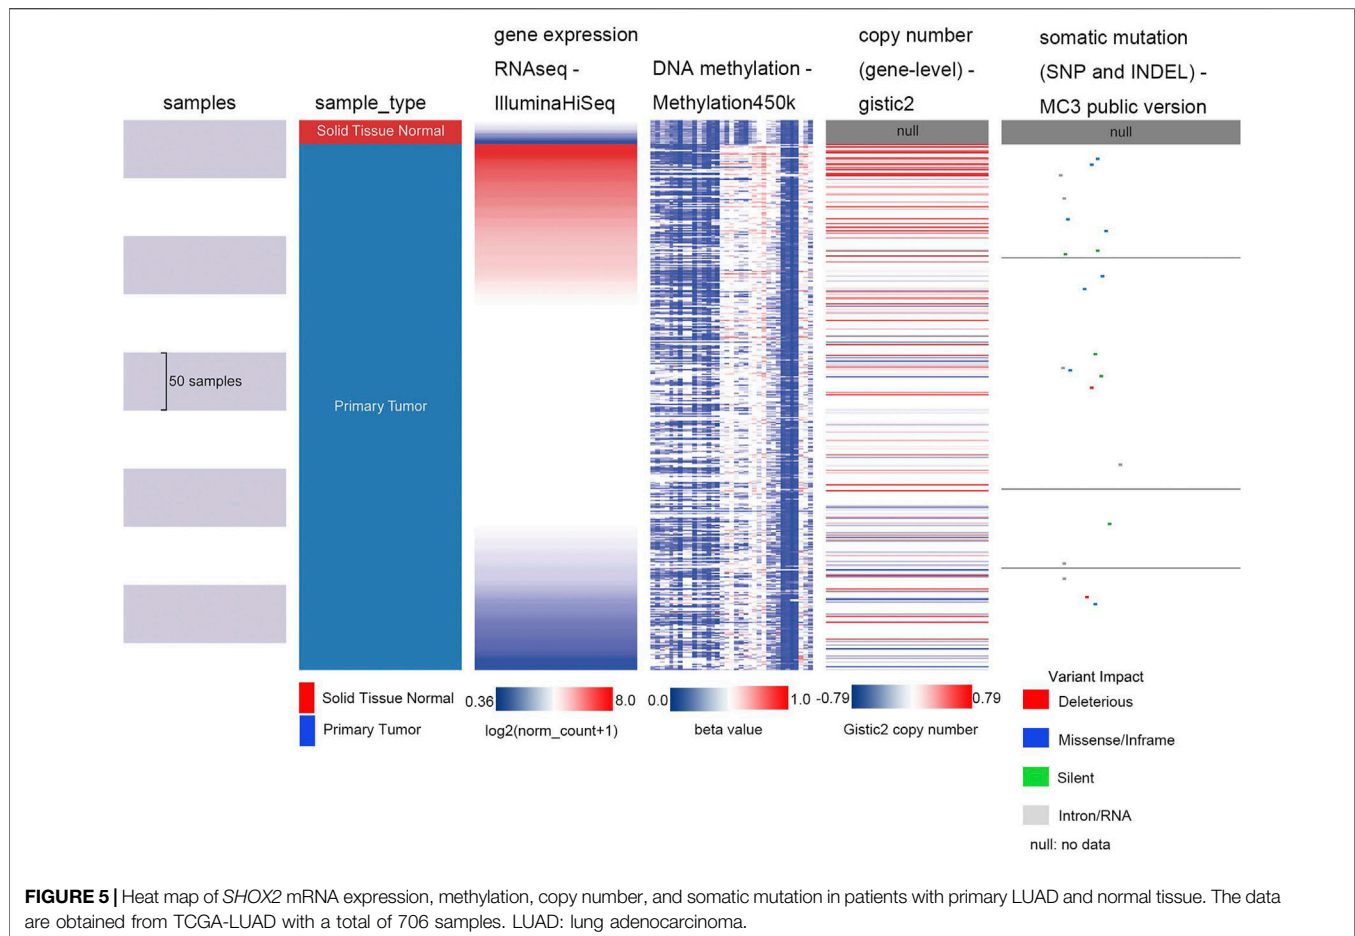 gene expression
RNAseq -
IlluminaHiSeq
DNA methylation -
Methylation450k
copy number
(gene-level) -
gistic2
somatic mutation
(SNP and INDEL) -
MC3 public version
samples
sample_type
Solid Tissue Normal
null
null
50 samples
Primary Tumor
Solid Tissue Normal
Primary Tumor
0.36
8.0
log2(norm_count+1)
0.0
1.0
beta value
-0.79
0.79
Gistic2 copy number
Variant Impact
Deleterious
Missense/Inframe
Silent
Intron/RNA
null: no data
FIGURE 5 | Heat map of SHOX2 mRNA expression, methylation, copy number, and somatic mutation in patients with primary LUAD and normal tissue. The data
are obtained from TCGA-LUAD with a total of 706 samples. LUAD: lung adenocarcinoma.